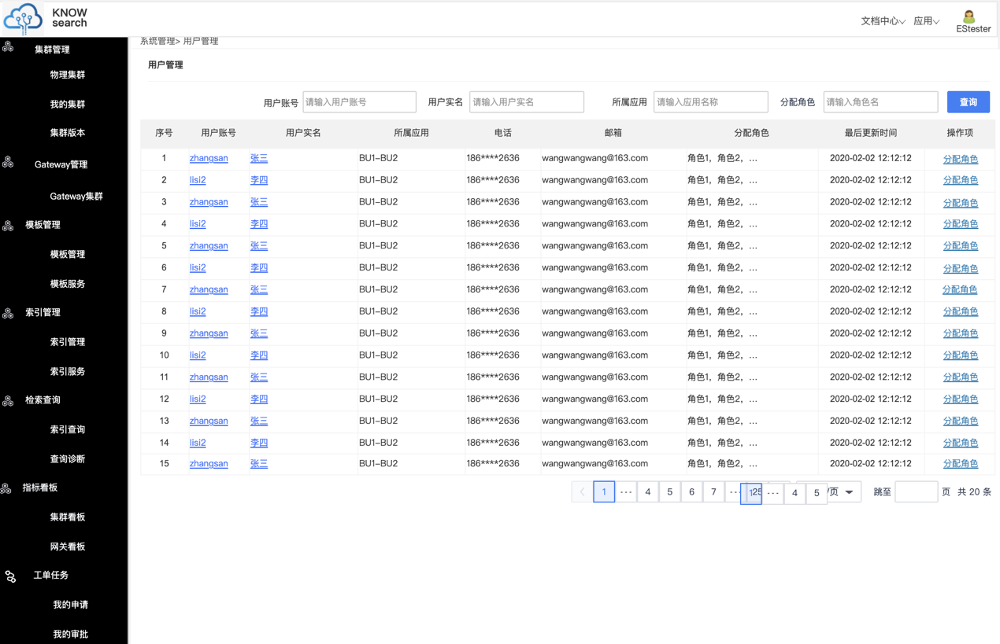 KNOW
search
文档中心 应用
EStester
集群管理
物理集群
我的集群
集群版本
Gateway管理
Gateway集群
模板管理
模板管理
模板服务
索引管理
索引管理
索引服务
检索查询
索引查询
查询诊断
指标看板
集群看板
网关看板
工单任务
我的申请
我的审批
系统管理> 用户管理
用户管理
用户账号 请输入用户账号 用户实名 请输入用户实名 所属应用 请输入应用名称 分配角色 请输入角色名 查询
序号 用户账号 用户实名 所属应用 电话 邮箱 分配角色 最后更新时间 操作项
1 zhangsan 张三 BU1-BU2 186****2636 wangwangwang@163.com 角色1，角色2，... 2020-02-02 12:12:12 分配角色
2 lisi2 李四 BU1-BU2 186****2636 wangwangwang@163.com 角色1，角色2，... 2020-02-02 12:12:12 分配角色
3 zhangsan 张三 BU1-BU2 186****2636 wangwangwang@163.com 角色1，角色2，... 2020-02-02 12:12:12 分配角色
4 lisi2 李四 BU1-BU2 186****2636 wangwangwang@163.com 角色1，角色2，... 2020-02-02 12:12:12 分配角色
5 zhangsan 张三 BU1-BU2 186****2636 wangwangwang@163.com 角色1，角色2，... 2020-02-02 12:12:12 分配角色
6 lisi2 李四 BU1-BU2 186****2636 wangwangwang@163.com 角色1，角色2，... 2020-02-02 12:12:12 分配角色
7 zhangsan 张三 BU1-BU2 186****2636 wangwangwang@163.com 角色1，角色2，... 2020-02-02 12:12:12 分配角色
8 lisi2 李四 BU1-BU2 186****2636 wangwangwang@163.com 角色1，角色2，... 2020-02-02 12:12:12 分配角色
9 zhangsan 张三 BU1-BU2 186****2636 wangwangwang@163.com 角色1，角色2，... 2020-02-02 12:12:12 分配角色
10 lisi2 李四 BU1-BU2 186****2636 wangwangwang@163.com 角色1，角色2，... 2020-02-02 12:12:12 分配角色
11 zhangsan 张三 BU1-BU2 186****2636 wangwangwang@163.com 角色1，角色2，... 2020-02-02 12:12:12 分配角色
12 lisi2 李四 BU1-BU2 186****2636 wangwangwang@163.com 角色1，角色2，... 2020-02-02 12:12:12 分配角色
13 zhangsan 张三 BU1-BU2 186****2636 wangwangwang@163.com 角色1，角色2，... 2020-02-02 12:12:12 分配角色
14 lisi2 李四 BU1-BU2 186****2636 wangwangwang@163.com 角色1，角色2，... 2020-02-02 12:12:12 分配角色
15 zhangsan 张三 BU1-BU2 186****2636 wangwangwang@163.com 角色1，角色2，... 2020-02-02 12:12:12 分配角色
1 --- 4 5 6 7 --- 25 --- 4 5 /页 跳至 页 共 20 条